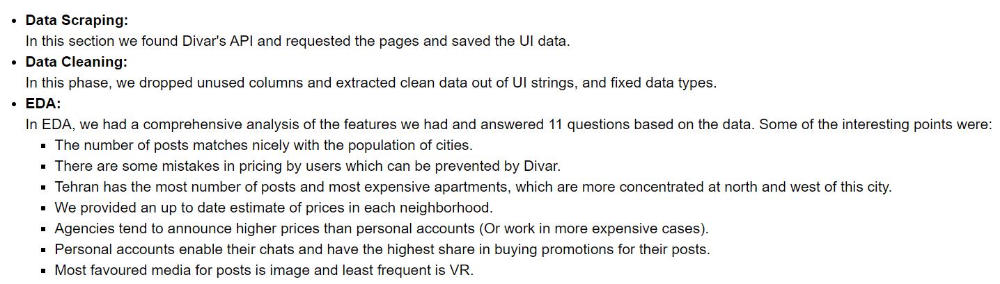 Data Scraping:
In this section we found Divar's API and requested the pages and saved the UI data.
Data Cleaning:
In this phase, we dropped unused columns and extracted clean data out of UI strings, and fixed data types.
EDA:
In EDA, we had a comprehensive analysis of the features we had and answered 11 questions based on the data. Some of the interesting points were:
The number of posts matches nicely with the population of cities.
There are some mistakes in pricing by users which can be prevented by Divar.
Tehran has the most number of posts and most expensive apartments, which are more concentrated at north and west of this city.
We provided an up to date estimate of prices in each neighborhood.
Agencies tend to announce higher prices than personal accounts (Or work in more expensive cases).
Personal accounts enable their chats and have the highest share in buying promotions for their posts.
Most favoured media for posts is image and least frequent is VR.